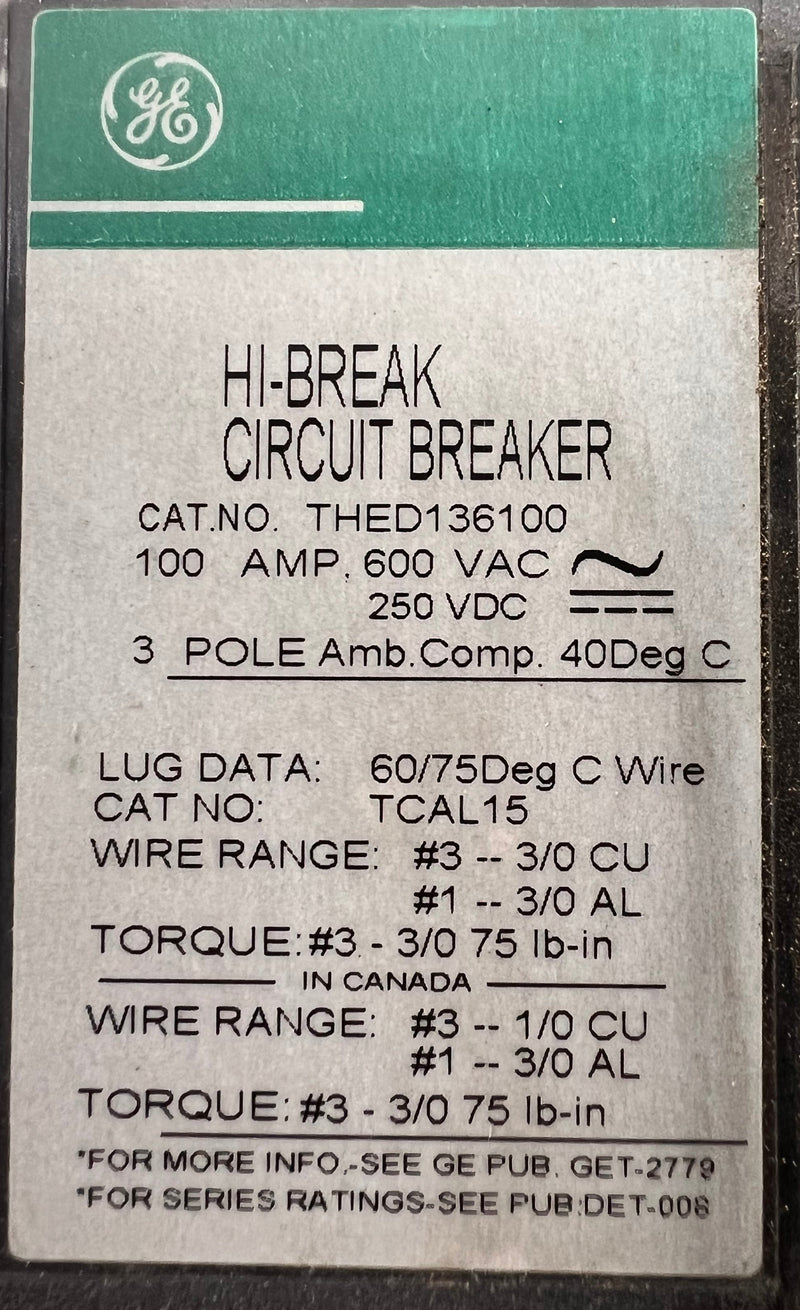 GE
HI-BREAK
CIRCUIT BREAKER
CAT.NO. THED136100
100 AMP. 600 VAC
250 VDC
3 POLE Amb.Comp. 40Deg C
LUG DATA: 60/75Deg C Wire
CAT NO: TCAL15
WIRE RANGE: #3 -- 3/0 CU
#1 -- 3/0 AL
TORQUE: #3 - 3/0 75 lb-in
IN CANADA
WIRE RANGE: #3 -- 1/0 CU
#1 -- 3/0 AL
TORQUE: #3 - 3/0 75 lb-in
*FOR MORE INFO.-SEE GE PUB. GET-2779
*FOR SERIES RATINGS-SEE PUB:DET-008